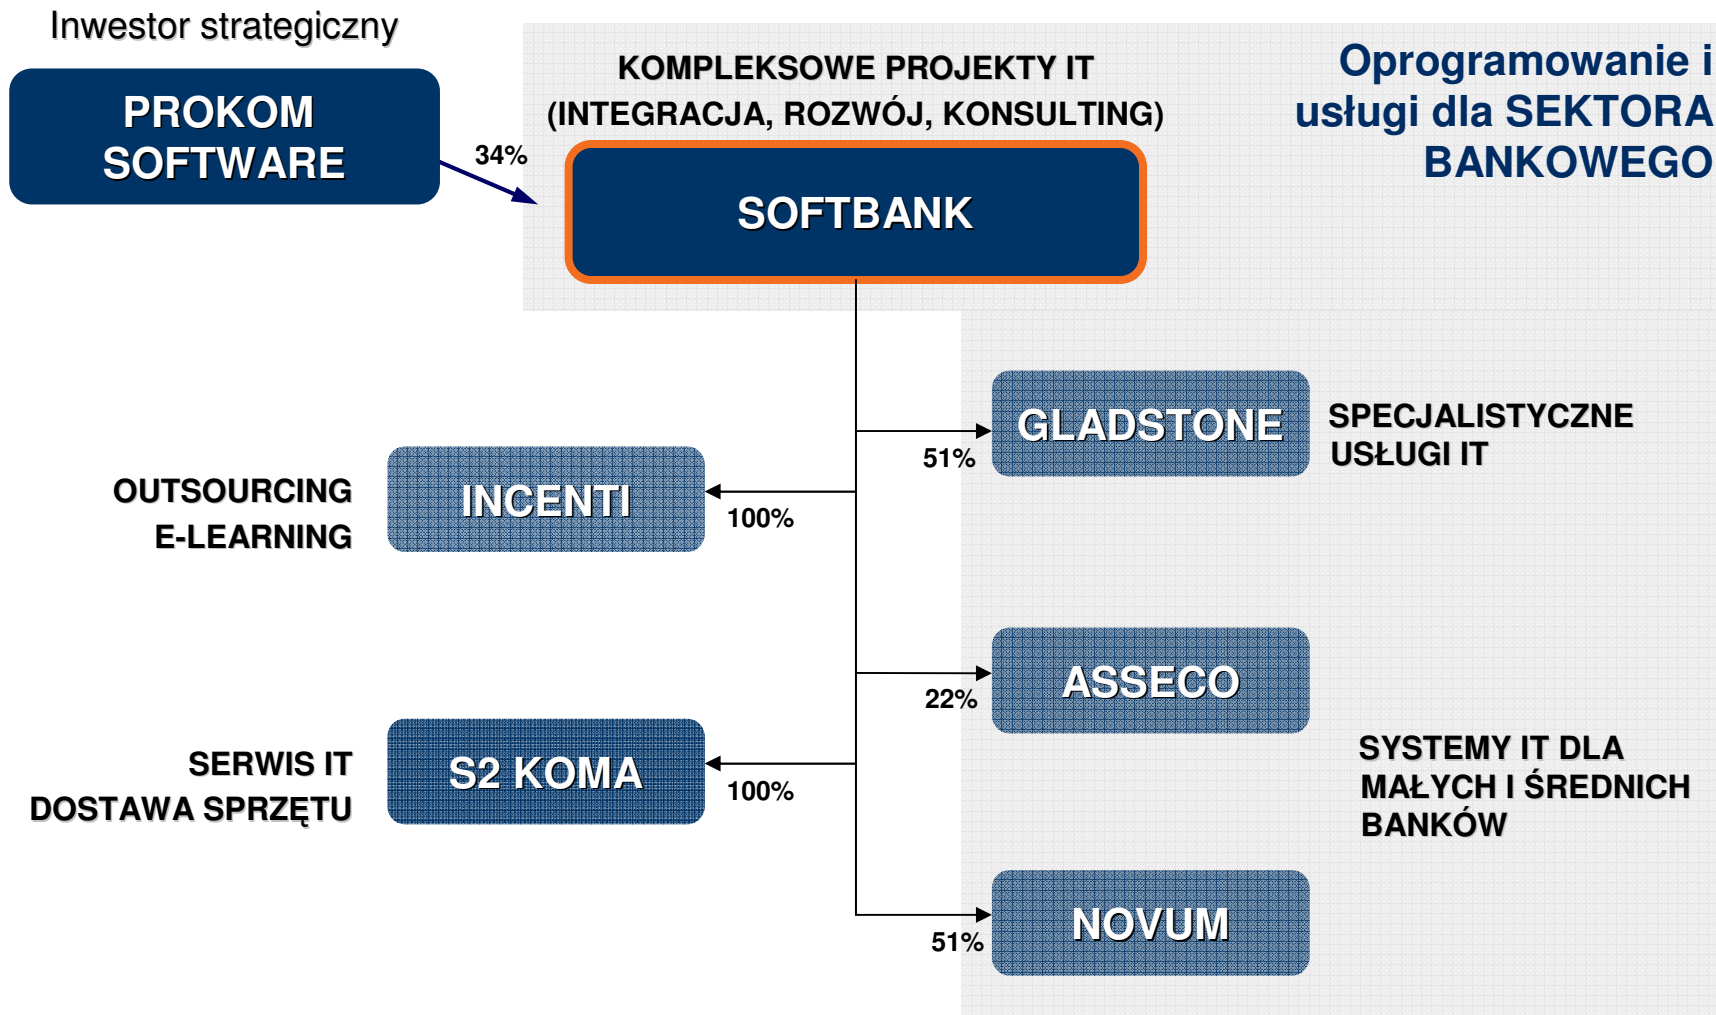 Inwestor strategiczny
PROKOM
SOFTWARE
34%
KOMPLEKSOWE PROJEKTY IT
(INTEGRACJA, ROZWÓJ, KONSULTING)
SOFTBANK
Oprogramowanie i
usługi dla SEKTORA
BANKOWEGO
GLADSTONE
51%
SPECJALISTYCZNE
USŁUGI IT
OUTSOURCING
E-LEARNING
INCENTI
100%
ASSECO
22%
SERWIS IT
DOSTAWA SPRZĘTU
S2 KOMA
100%
SYSTEMY IT DLA
MAŁYCH I ŚREDNICH
BANKÓW
NOVUM
51%